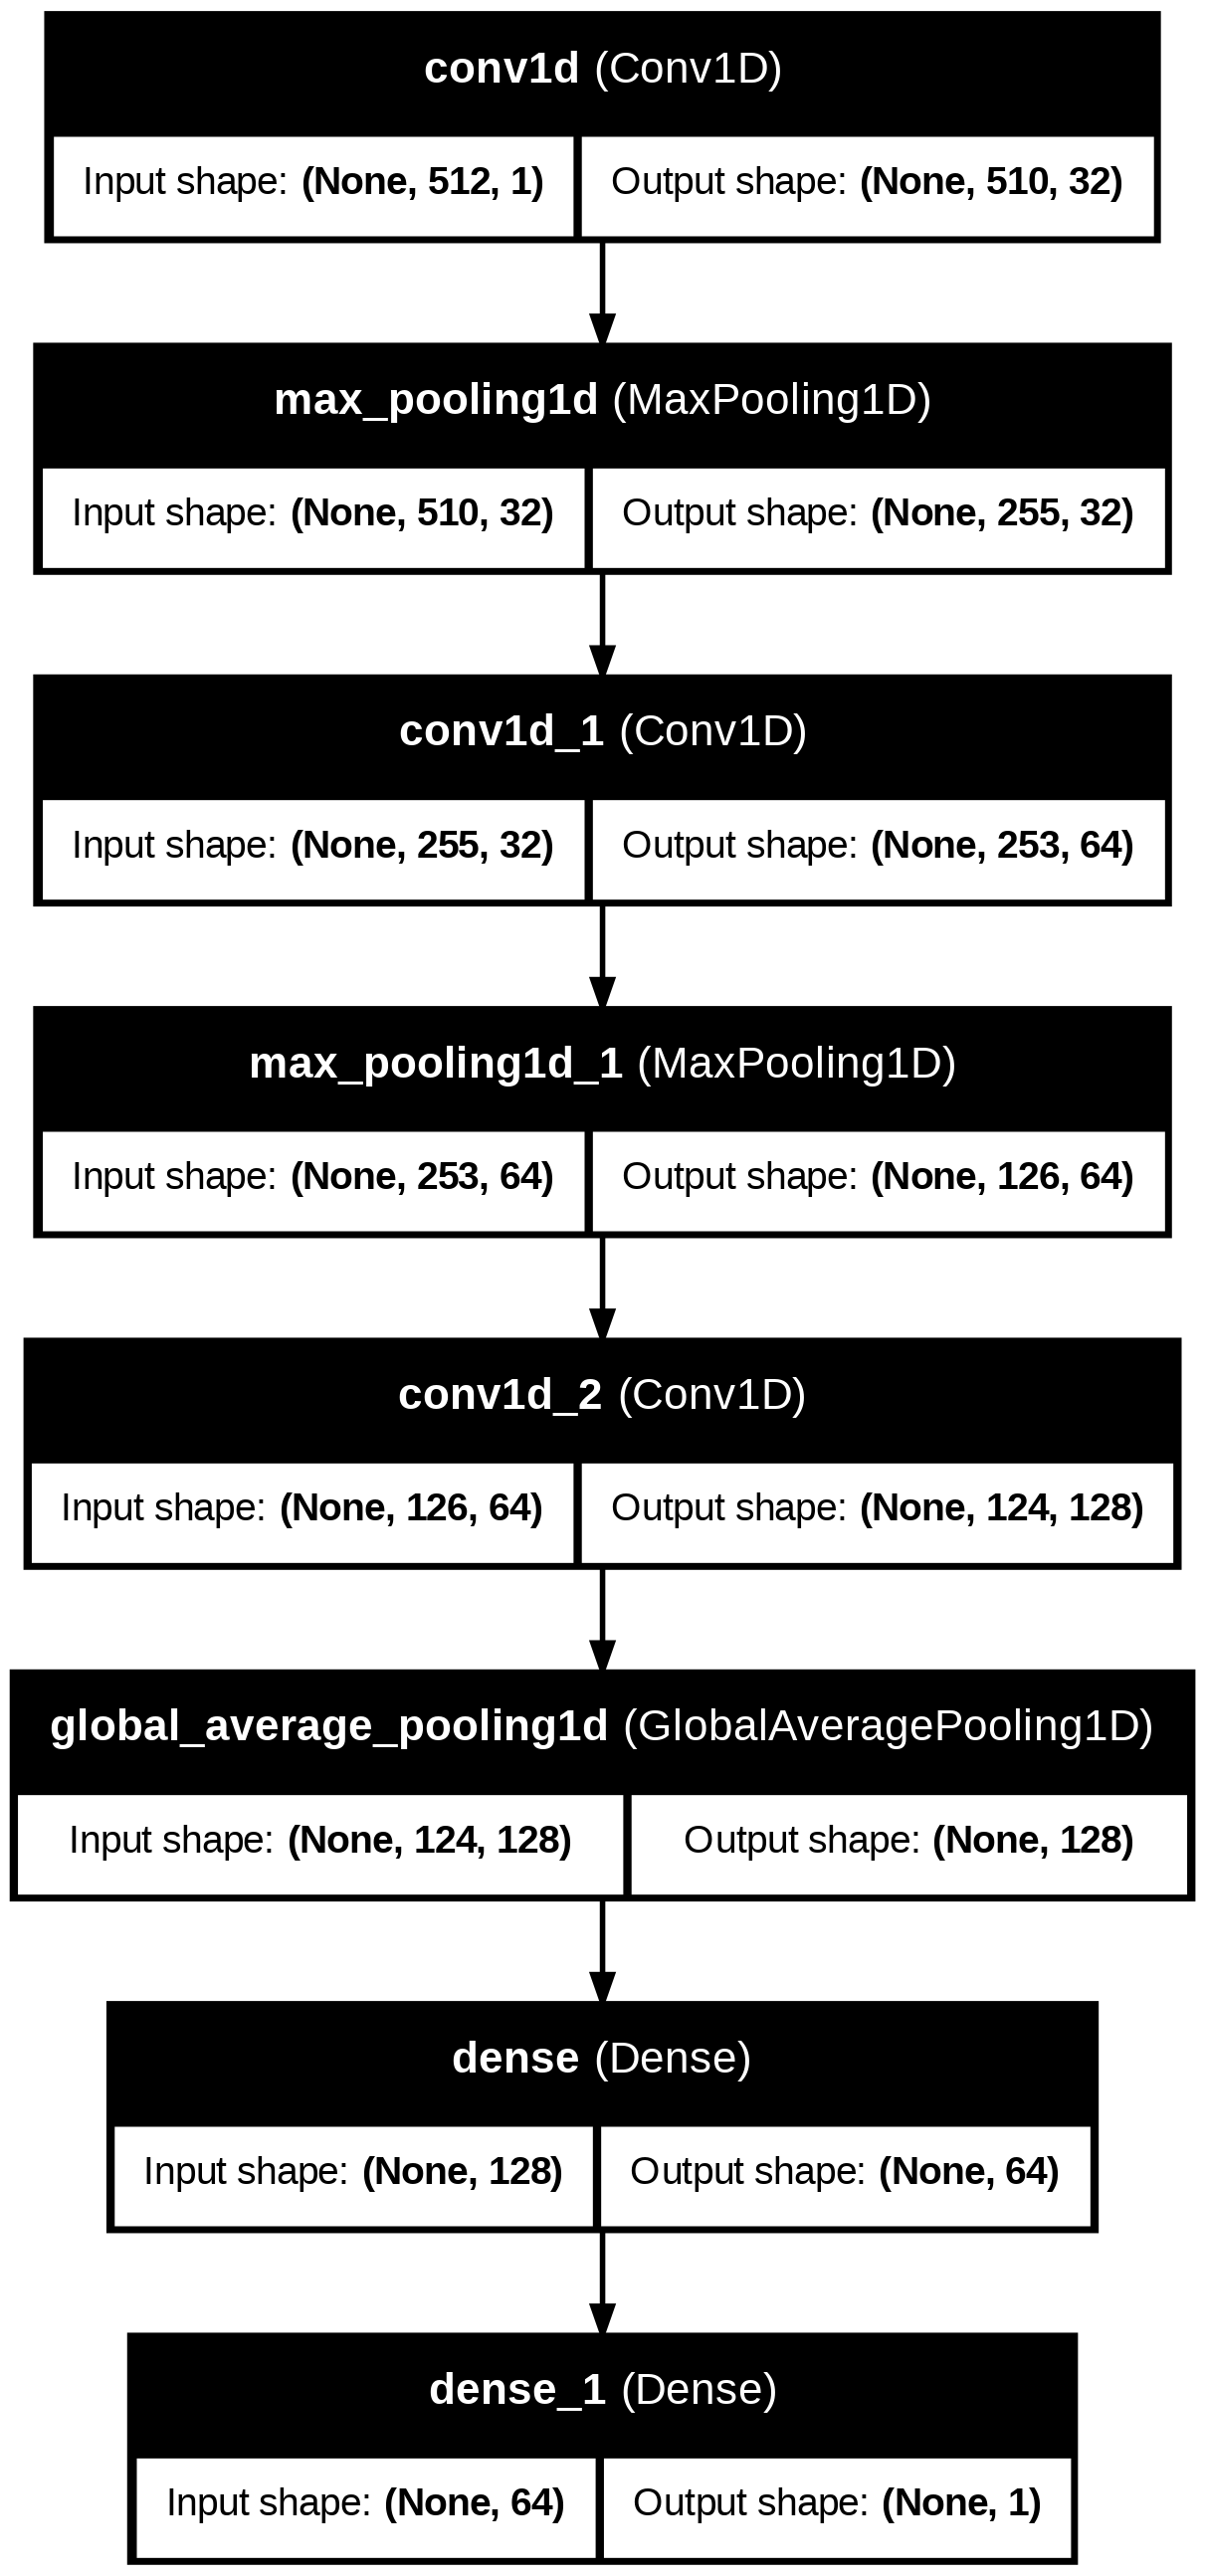 conv1d (Conv1D)
Input shape: (None, 512, 1) Output shape: (None, 510, 32)
max_pooling1d (MaxPooling1D)
Input shape: (None, 510, 32) Output shape: (None, 255, 32)
conv1d_1 (Conv1D)
Input shape: (None, 255, 32) Output shape: (None, 253, 64)
max_pooling1d_1 (MaxPooling1D)
Input shape: (None, 253, 64) Output shape: (None, 126, 64)
conv1d_2 (Conv1D)
Input shape: (None, 126, 64) Output shape: (None, 124, 128)
global_average_pooling1d (GlobalAveragePooling1D)
Input shape: (None, 124, 128) Output shape: (None, 128)
dense (Dense)
Input shape: (None, 128) Output shape: (None, 64)
dense_1 (Dense)
Input shape: (None, 64) Output shape: (None, 1)